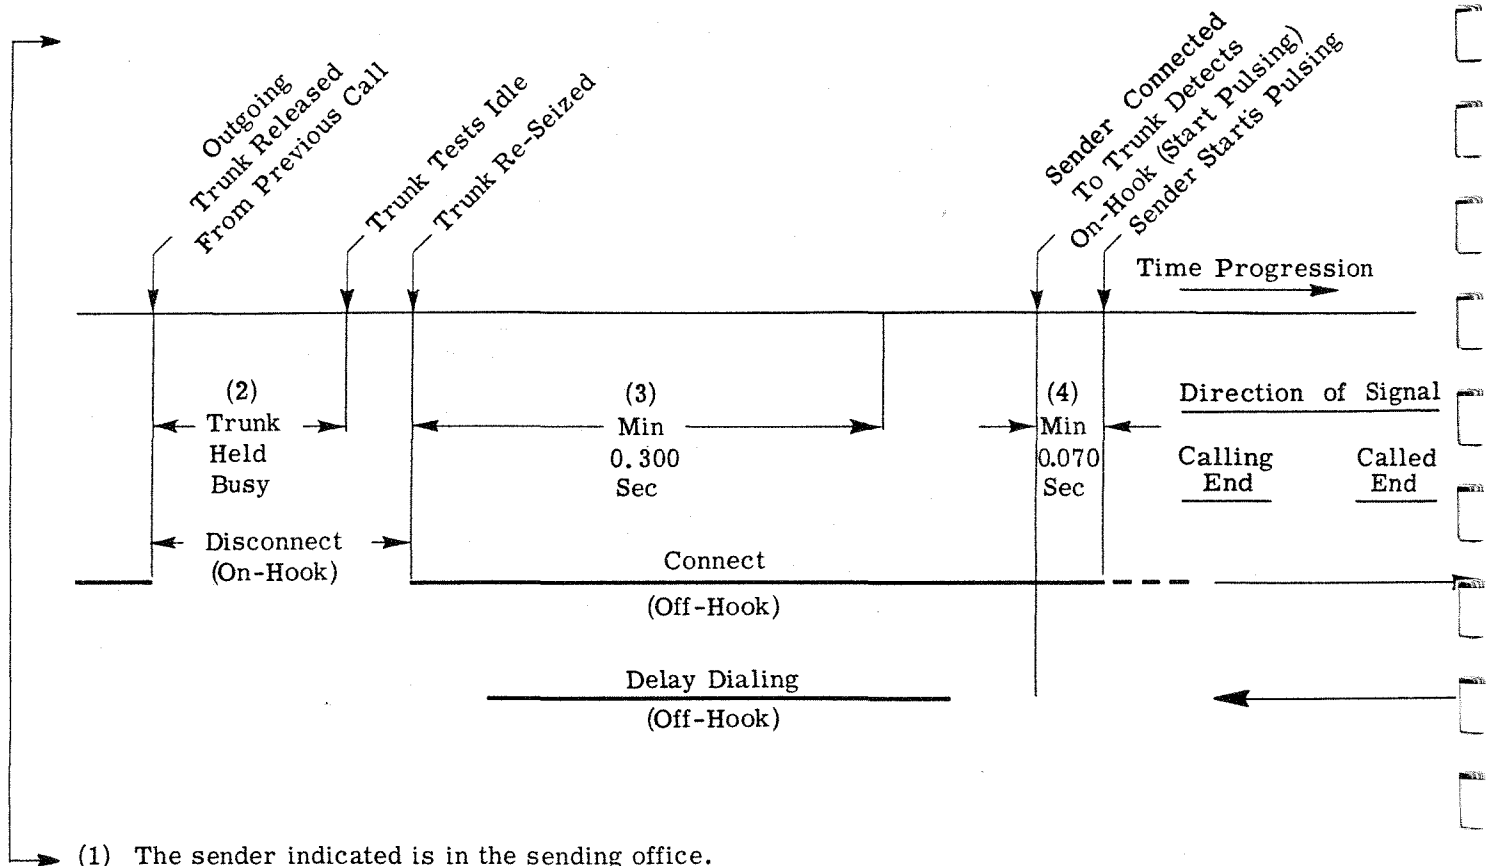 Outgoing
Trunk Released
From Previous Call
Trunk Tests Idle
Trunk Re-Seized
Sender Connected
To Trunk Detects
On-Hook (Start Pulsing)
Sender Starts Pulsing
Time Progression
(2)
Trunk
Held
Busy
(3)
Min
0.300
Sec
(4)
Min
0.070
Sec
Direction of Signal
Calling
End
Called
End
Disconnect
(On-Hook)
Connect
(Off-Hook)
Delay Dialing
(Off-Hook)
(1) The sender indicated is in the sending office.